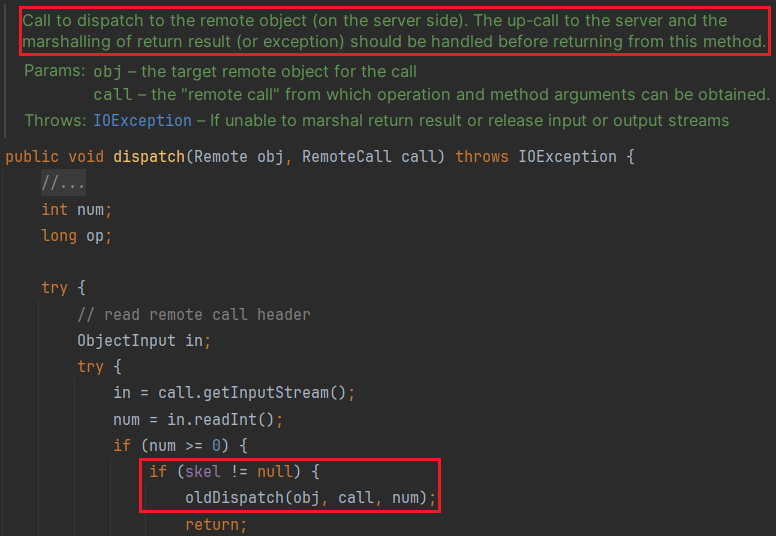 Call to dispatch to the remote object (on the server side). The up-call to the server and the
marshalling of return result (or exception) should be handled before returning from this method.
Params: obj – the target remote object for the call
call – the "remote call" from which operation and method arguments can be obtained.
Throws: IOException – If unable to marshal return result or release input or output streams
public void dispatch(Remote obj, RemoteCall call) throws IOException {
//...
int num;
long op;
try {
// read remote call header
ObjectInput in;
try {
in = call.getInputStream();
num = in.readInt();
if (num >= 0) {
if (skel != null) {
oldDispatch(obj, call, num);
return;